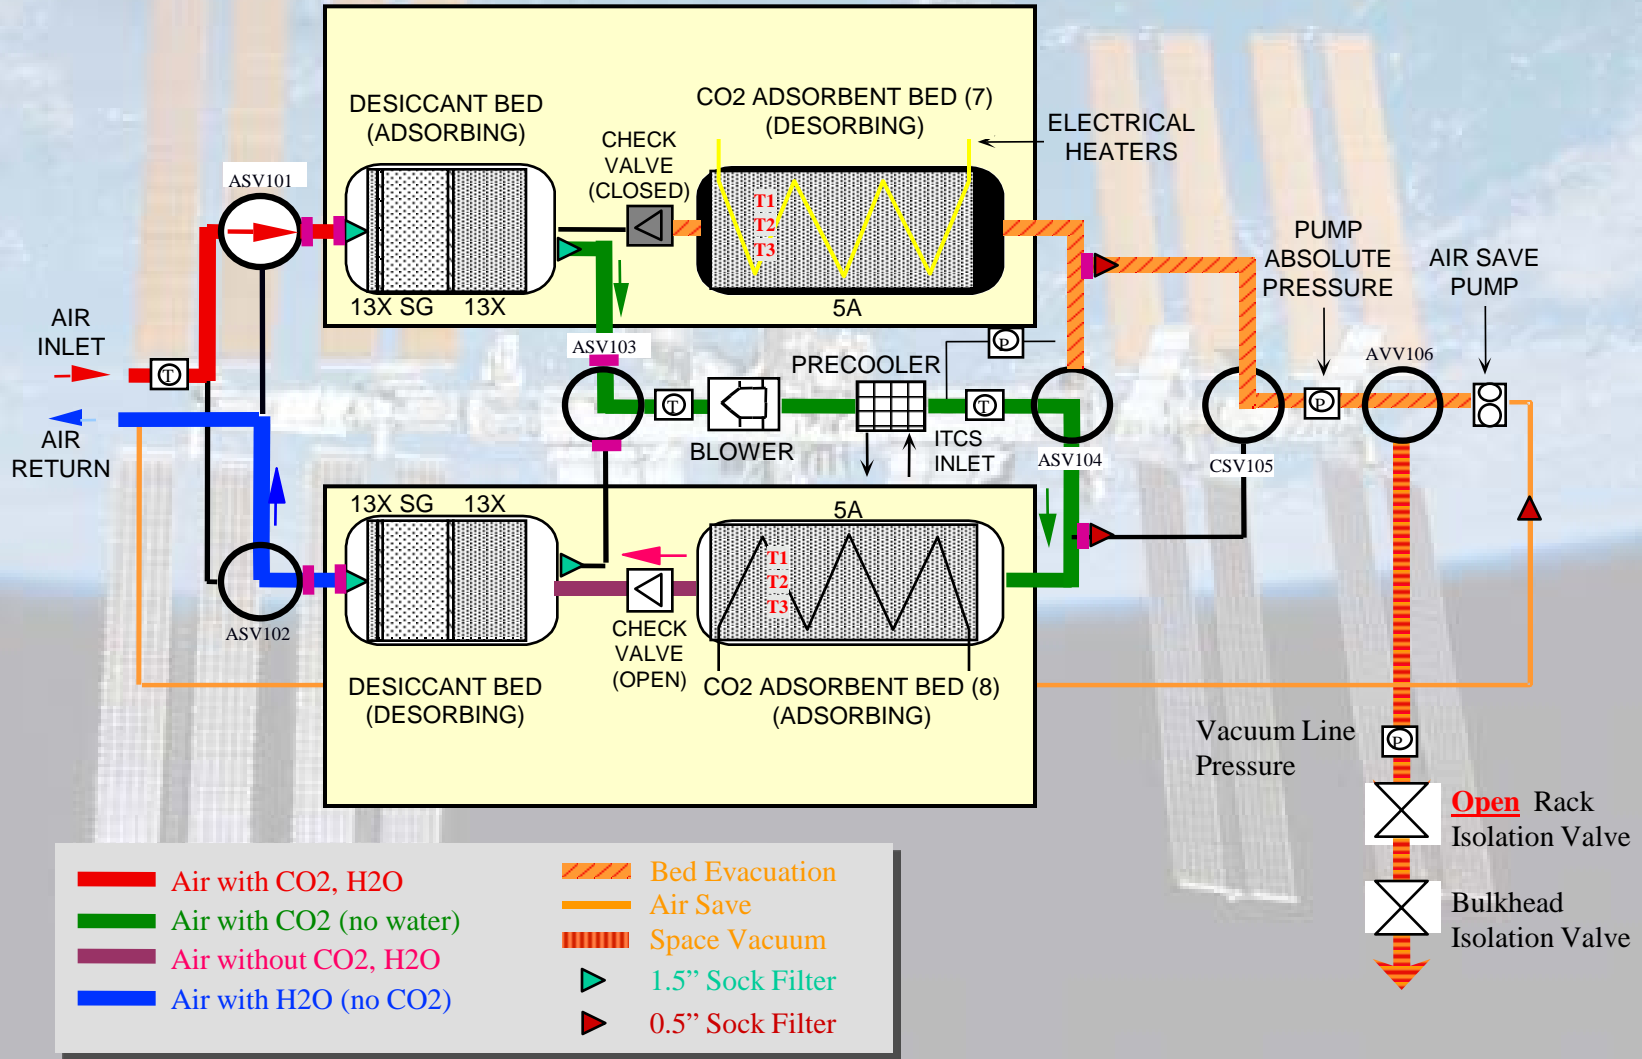 DESICCANT BED
(ADSORBING)
CO2 ADSORBENT BED (7)
(DESORBING)
CHECK
VALVE
(CLOSED)
ELECTRICAL
HEATERS
ASV101
T1
T2
T3
13X SG
13X
5A
PUMP
ABSOLUTE
PRESSURE
AIR SAVE
PUMP
AIR
INLET
T
ASV103
P
PRECOOLER
AVV106
AIR
RETURN
T
BLOWER
T
ITCS
INLET
ASV104
P
CSV105
13X SG
13X
5A
T1
T2
T3
ASV102
CHECK
VALVE
(OPEN)
DESICCANT BED
(DESORBING)
CO2 ADSORBENT BED (8)
(ADSORBING)
Vacuum Line
Pressure
P
Open Rack
Isolation Valve
Bulkhead
Isolation Valve
Air with CO2, H2O
Air with CO2 (no water)
Air without CO2, H2O
Air with H2O (no CO2)
Bed Evacuation
Air Save
Space Vacuum
1.5” Sock Filter
0.5” Sock Filter